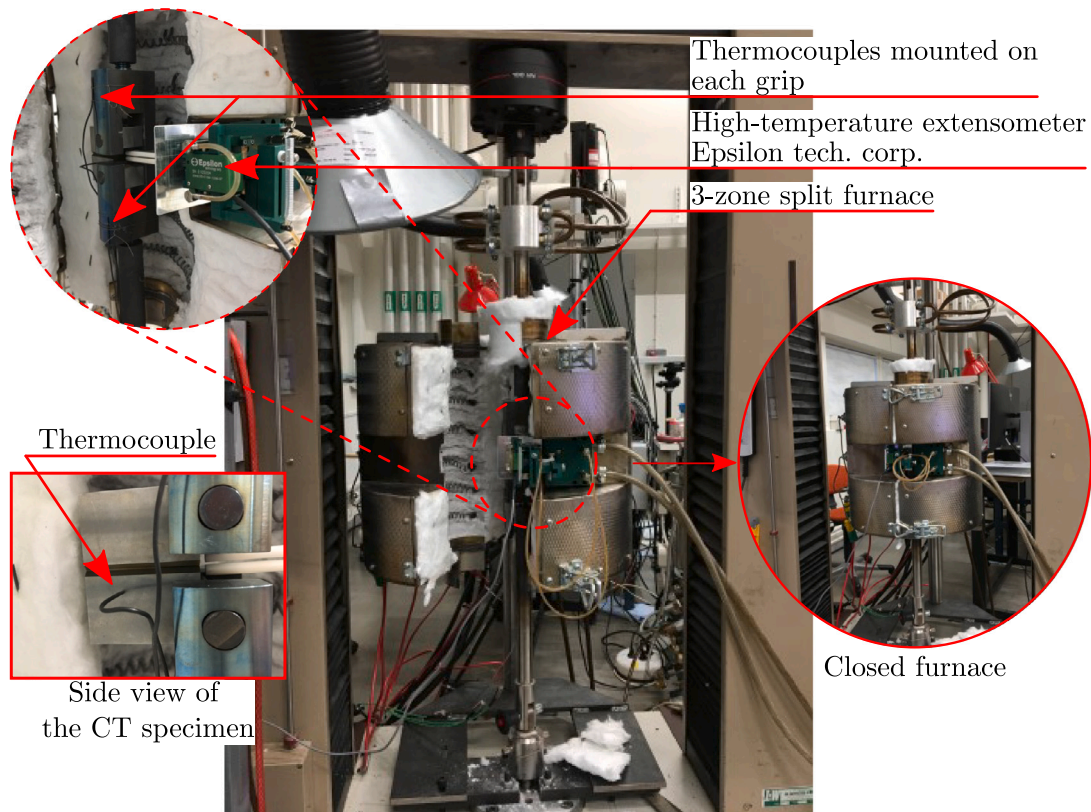 Thermocouples mounted on
each grip
High-temperature extensometer
Epsilon tech. corp.
3-zone split furnace
Epsilon
Thermocouple
Side view of
the CT specimen
Closed furnace